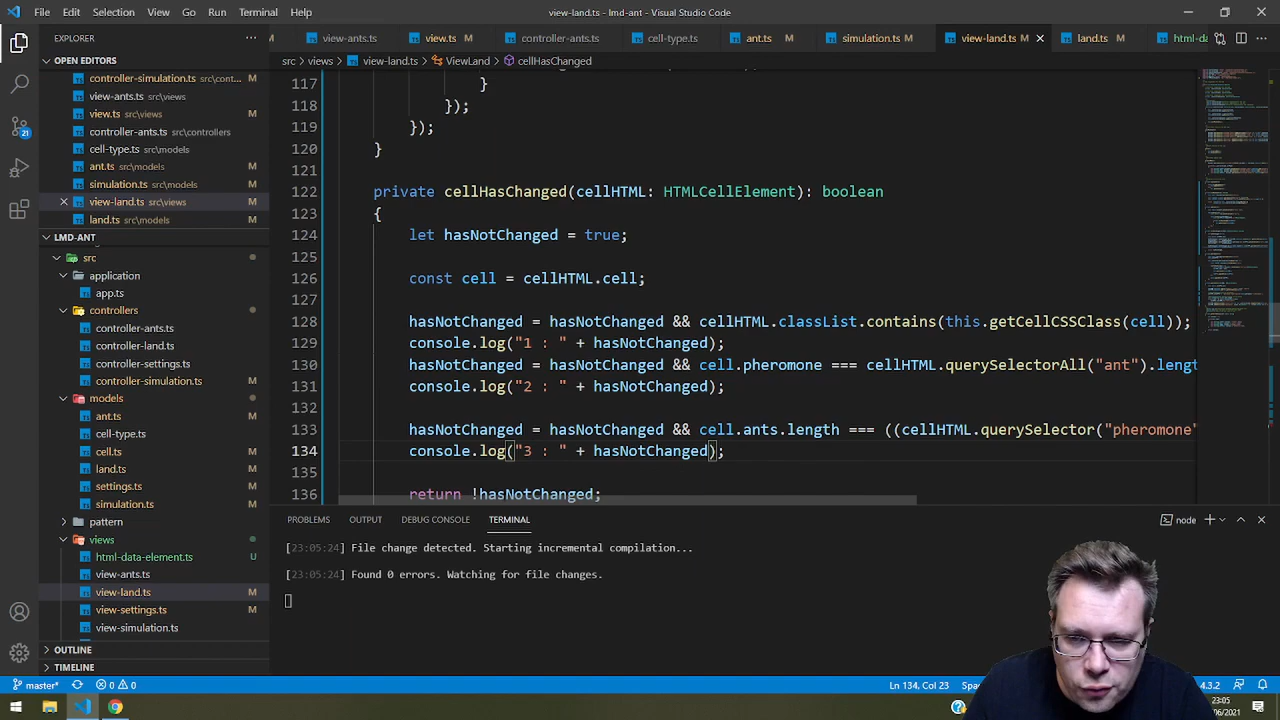 File Edit Selection View Go Run Terminal Help
view-land.ts - lmd-ant - Visual Studio Code
EXPLORER
view-ants.ts view.ts M controller-ants.ts cell-type.ts ant.ts M simulation.ts M view-land.ts M land.ts M html-da
OPEN EDITORS
src > views > view-land.ts > ViewLand > cellHasChanged
controller-simulation.ts src\cont... M
view-ants.ts src\views
view.ts src\views M
controller-ants.ts src\controllers
cell-type.ts src\models
ant.ts src\models M
simulation.ts src\models M
view-land.ts src\views M
land.ts src\models M
LMD-ANT
src
application
app.ts
controllers
controller-ants.ts
controller-land.ts
controller-settings.ts
controller-simulation.ts M
models
ant.ts M
cell-type.ts
cell.ts M
land.ts M
settings.ts M
simulation.ts M
pattern
views
html-data-element.ts U
view-ants.ts
view-land.ts M
view-settings.ts M
view-simulation.ts
OUTLINE
TIMELINE
117 }
118 });
119 });
120 }
121
122 private cellHasChanged(cellHTML: HTMLCellElement): boolean
123 {
124 let hasNotChanged = true;
125
126 const cell = cellHTML.cell;
127
128 hasNotChanged = hasNotChanged && cellHTML.classList.contains(this.getCellCSSClass(cell));
129 console.log("1 : " + hasNotChanged);
130 hasNotChanged = hasNotChanged && cell.pheromone === cellHTML.querySelectorAll("ant").lengt
131 console.log("2 : " + hasNotChanged);
132
133 hasNotChanged = hasNotChanged && cell.ants.length === ((cellHTML.querySelector("pheromone"
134 console.log("3 : " + hasNotChanged);
135
136 return !hasNotChanged;
PROBLEMS OUTPUT DEBUG CONSOLE TERMINAL
node
[23:05:24] File change detected. Starting incremental compilation...
[23:05:24] Found 0 errors. Watching for file changes.
21
master* 0 0
Ln 134, Col 23
4.3.2
23:05
06/2021